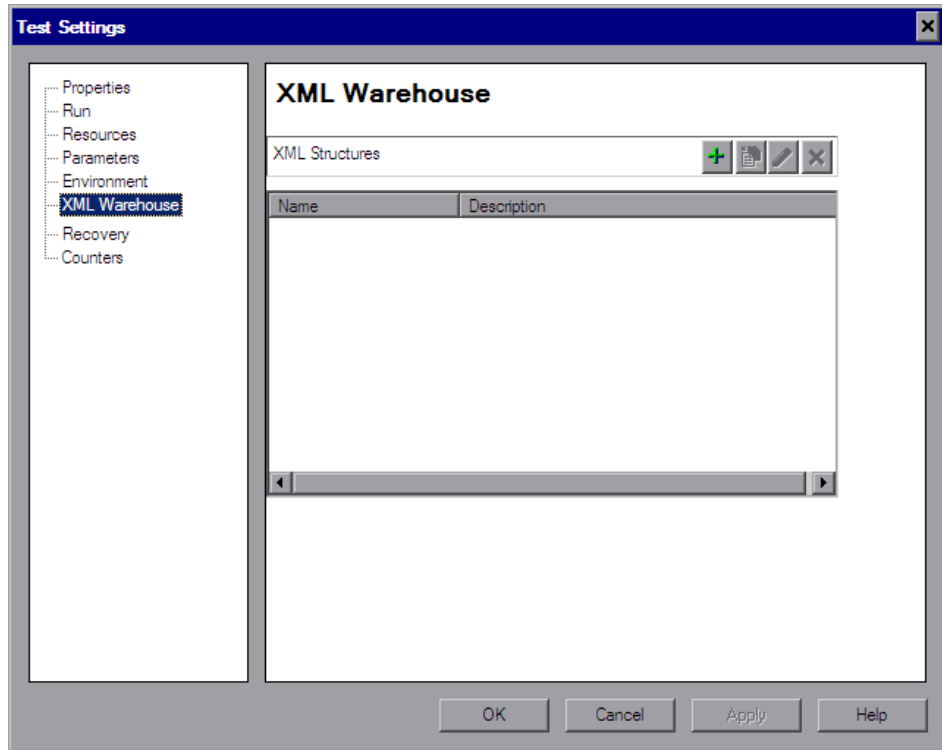 Test Settings
Properties
Run
Resources
Parameters
Environment
XML Warehouse
Recovery
Counters
XML Warehouse
XML Structures
Name Description
OK Cancel Apply Help